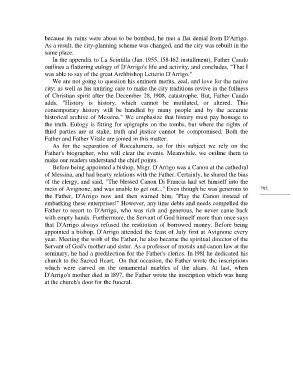 because its ruins were about to be bombed, he met a flat denial from D'Arrigo.
As a result, the city-planning scheme was changed, and the city was rebuilt in the
same place.
In the appendix to La Scintilla (Jan. 1955, 158-162 installment), Father Caudo
outlines a flattering eulogy of D'Arrigo's life and activity, and concludes, "That I
was able to say of the great Archbishop Letterio D'Arrigo."
We are not going to question his eminent merits, zeal, and love for the native
city; as well as his untiring care to make the city traditions revive in the fullness
of Christian spirit after the December 28, 1908, catastrophe. But, Father Caudo
adds, "History is history, which cannot be mutilated, or altered. This
contemporary history will be handled by many people and by the accurate
historical archive of Messina." We emphasize that history must pay homage to
the truth. Eulogy is fitting for epigraphs on the tombs, but where the rights of
third parties are at stake, truth and justice cannot be compromised. Both the
Father and Father Vitale are joined in this matter.
As for the separation of Roccalumera, so for this subject we rely on the
Father's biographer, who will clear the events. Meanwhile, we outline them to
make our readers understand the chief points.
Before being appointed a bishop, Msgr. D'Arrigo was a Canon at the cathedral
of Messina, and had hearty relations with the Father. Certainly, he shared the bias
of the clergy, and said, "The blessed Canon Di Francia had set himself into the
mess of Avignone, and was unable to get out..." Even though he was generous to
the Father, D'Arrigo now and then warned him, "Play the Canon instead of
embarking these enterprises!" However, any time debts and needs compelled the
Father to resort to D'Arrigo, who was rich and generous, he never came back
with empty hands. Furthermore, the Servant of God himself more than once says
that D'Arrigo always refused the restitution of borrowed money. Before being
appointed a bishop, D'Arrigo attended the feast of July first at Avignone every
year. Meeting the wish of the Father, he also became the spiritual director of the
Servant of God's mother and sister. As a professor of morals and canon law at the
seminary, he had a predilection for the Father's clerics. In 1981 he dedicated his
church to the Sacred Heart. On that occasion, the Father wrote the inscriptions
which were carved on the ornamental marbles of the altars. At last, when
D'Arrigo's mother died in 1897, the Father wrote the inscription which was hung
at the church's door for the funeral.